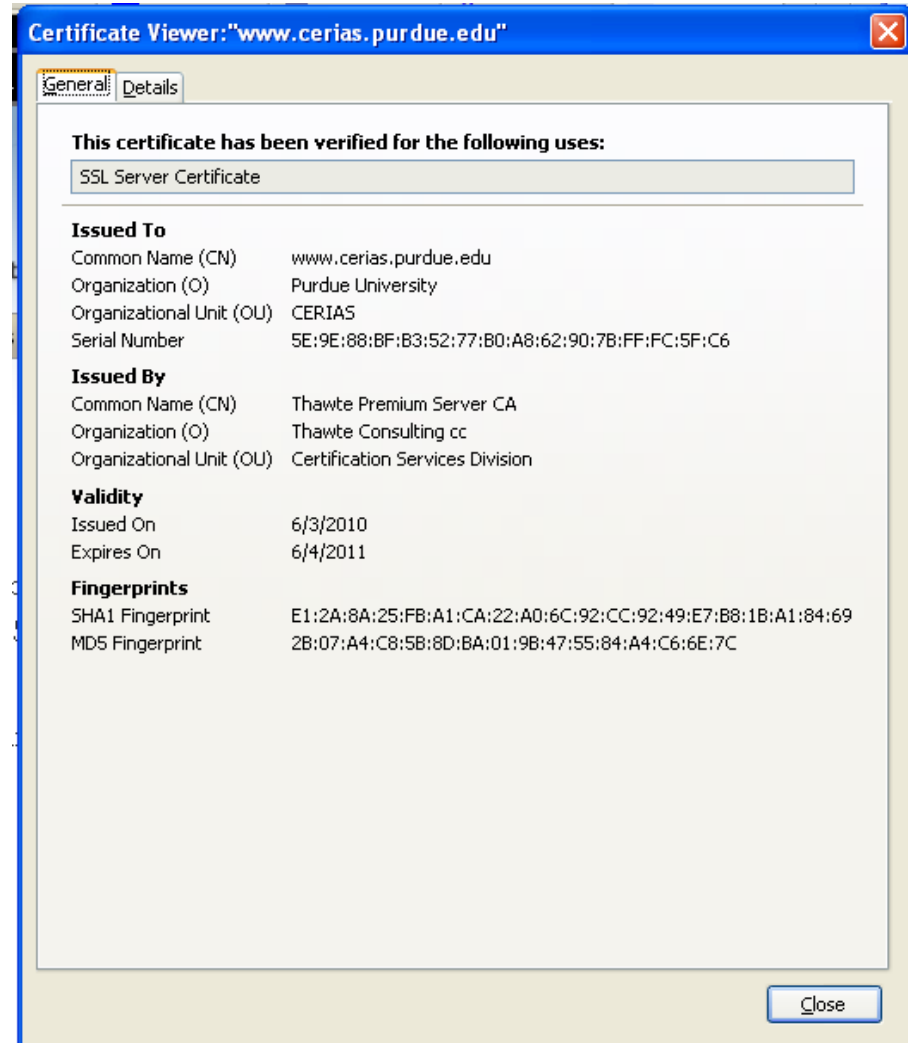 Certificate Viewer:"www.cerias.purdue.edu"
General Details
This certificate has been verified for the following uses:
SSL Server Certificate
Issued To
Common Name (CN) www.cerias.purdue.edu
Organization (O) Purdue University
Organizational Unit (OU) CERIAS
Serial Number 5E:9E:88:BF:B3:52:77:B0:A8:62:90:7B:FF:FC:5F:C6
Issued By
Common Name (CN) Thawte Premium Server CA
Organization (O) Thawte Consulting cc
Organizational Unit (OU) Certification Services Division
Validity
Issued On 6/3/2010
Expires On 6/4/2011
Fingerprints
SHA1 Fingerprint E1:2A:8A:25:FB:A1:CA:22:A0:6C:92:CC:92:49:E7:B8:1B:A1:84:69
MD5 Fingerprint 2B:07:A4:C8:5B:8D:BA:01:9B:47:55:84:A4:C6:6E:7C
Close